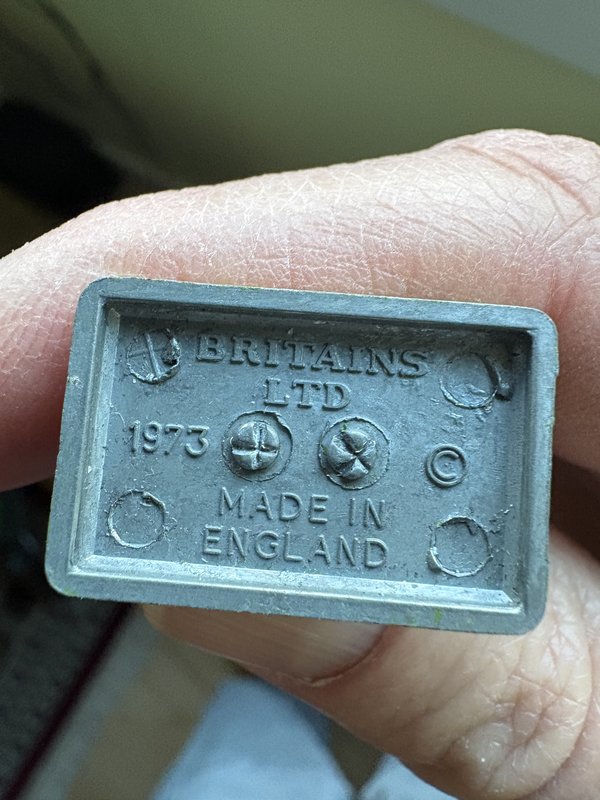 BRITAINS
LTD
1973 ©
MADE IN
ENGLAND